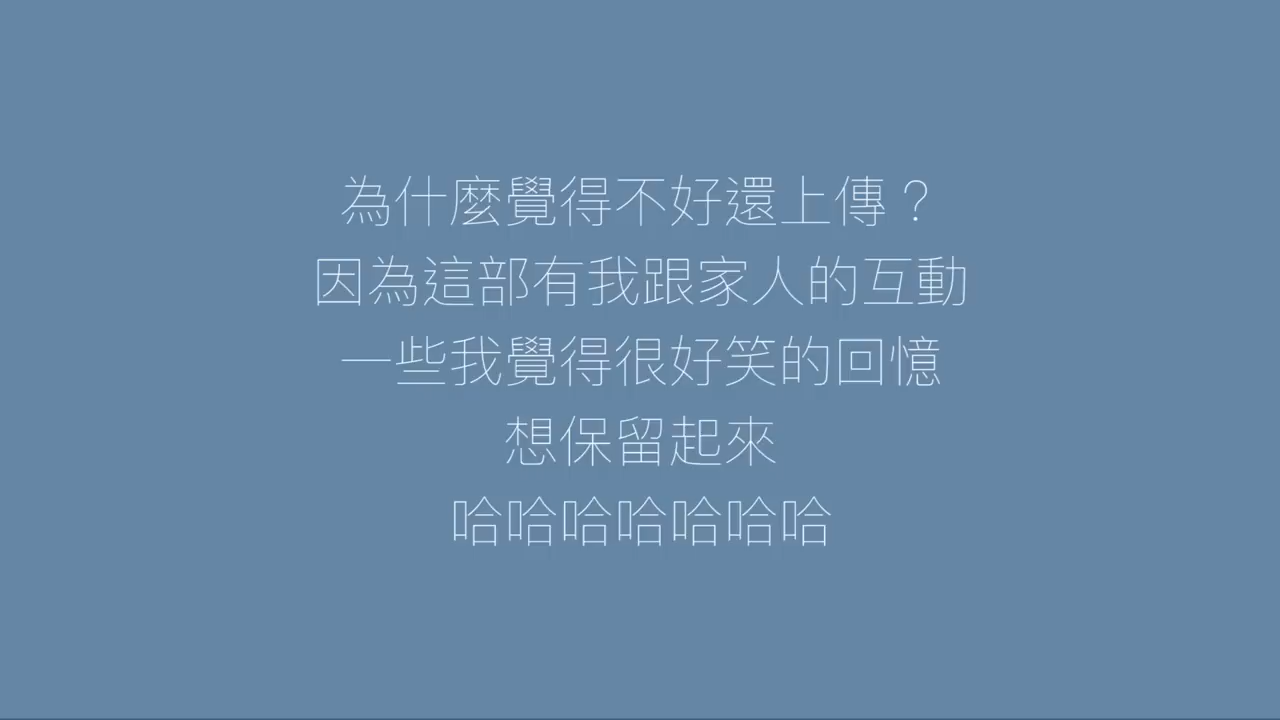 為什麼覺得不好還上傳？
因為這部有我跟家人的互動
一些我覺得很好笑的回憶
想保留起來
哈哈哈哈哈哈哈